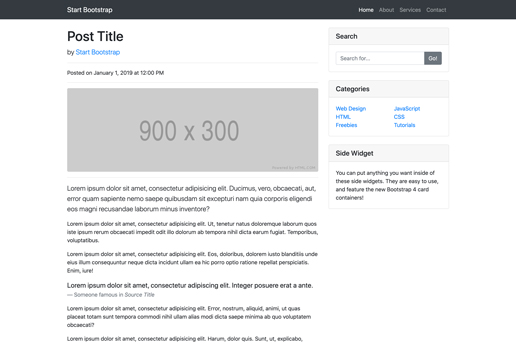 Start Bootstrap
Home About Services Contact
Post Title
by Start Bootstrap
Posted on January 1, 2019 at 12:00 PM
900 x 300
Lorem ipsum dolor sit amet, consectetur adipisicing elit. Ducimus, vero, obcaecati, aut,
error quam sapiente nemo saepe quibusdam sit excepturi nam quia corporis eligendi
eos magni recusandae laborum minus inventore?
Lorem ipsum dolor sit amet, consectetur adipisicing elit. Ut, tenetur natus doloremque laborum quos
iste ipsum rerum obcaecati impedit odit illo dolorum ab tempora nihil dicta earum fugiat. Temporibus,
voluptatibus.
Lorem ipsum dolor sit amet, consectetur adipisicing elit. Eos, doloribus, dolorem iusto blanditiis unde
eius illum consequuntur neque dicta incidunt ullam ea hic porro optio ratione repellat perspiciatis.
Enim, iure!
Lorem ipsum dolor sit amet, consectetur adipiscing elit. Integer posuere erat a ante.
— Someone famous in Source Title
Lorem ipsum dolor sit amet, consectetur adipisicing elit. Error, nostrum, aliquid, animi, ut quas
placeat totam sunt tempora commodi nihil ullam alias modi dicta saepe minima ab quo voluptatem
obcaecati?
Lorem ipsum dolor sit amet, consectetur adipisicing elit. Harum, dolor quis. Sunt, ut, explicabo,
Search
Search for... Go!
Categories
Web Design JavaScript
HTML CSS
Freebies Tutorials
Side Widget
You can put anything you want inside of
these side widgets. They are easy to use,
and feature the new Bootstrap 4 card
containers!